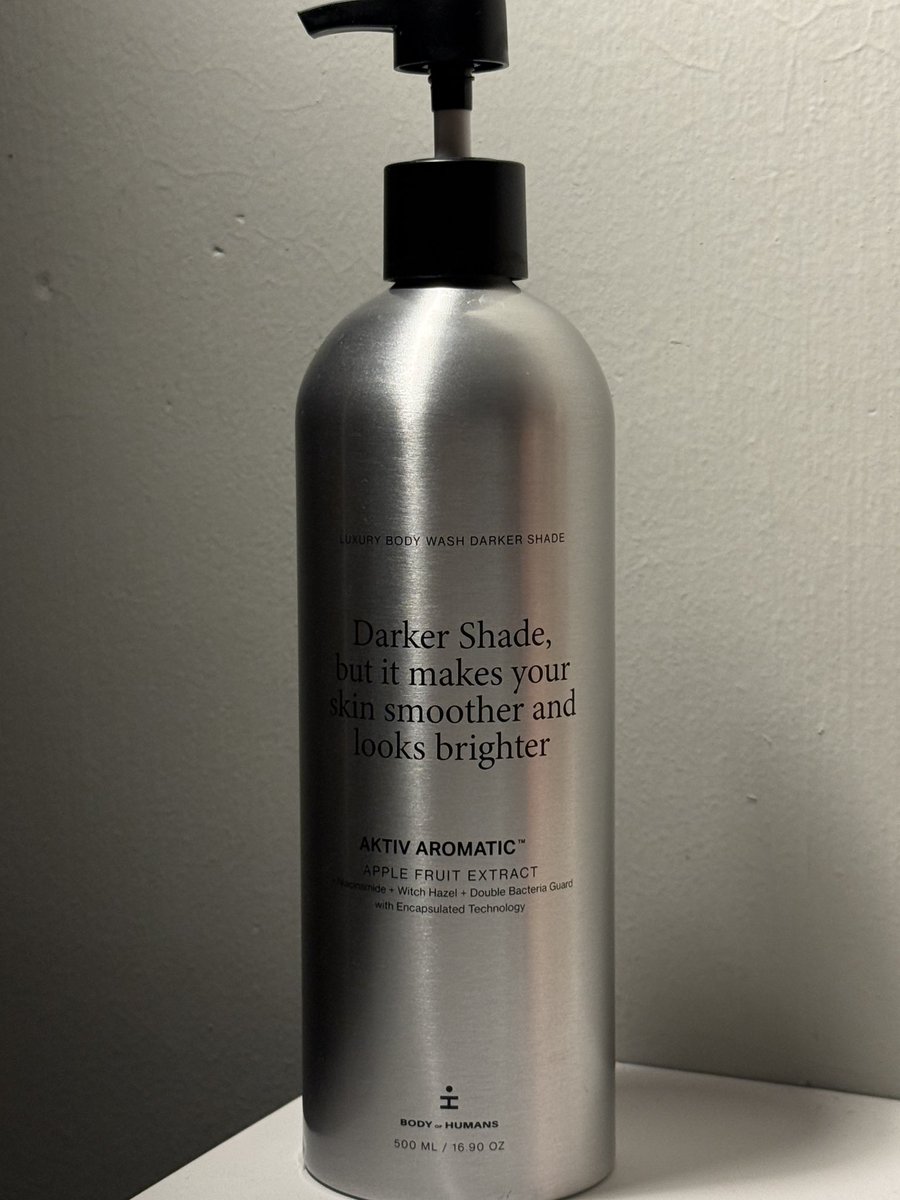 LUXURY BODY WASH DARKER SHADE
Darker Shade,
but it makes your
skin smoother and
looks brighter
AKTIV AROMATIC™
APPLE FRUIT EXTRACT
+ Niacinamide + Witch Hazel + Double Bacteria Guard
with Encapsulated Technology
BODY OF HUMANS
500 ML / 16.90 OZ